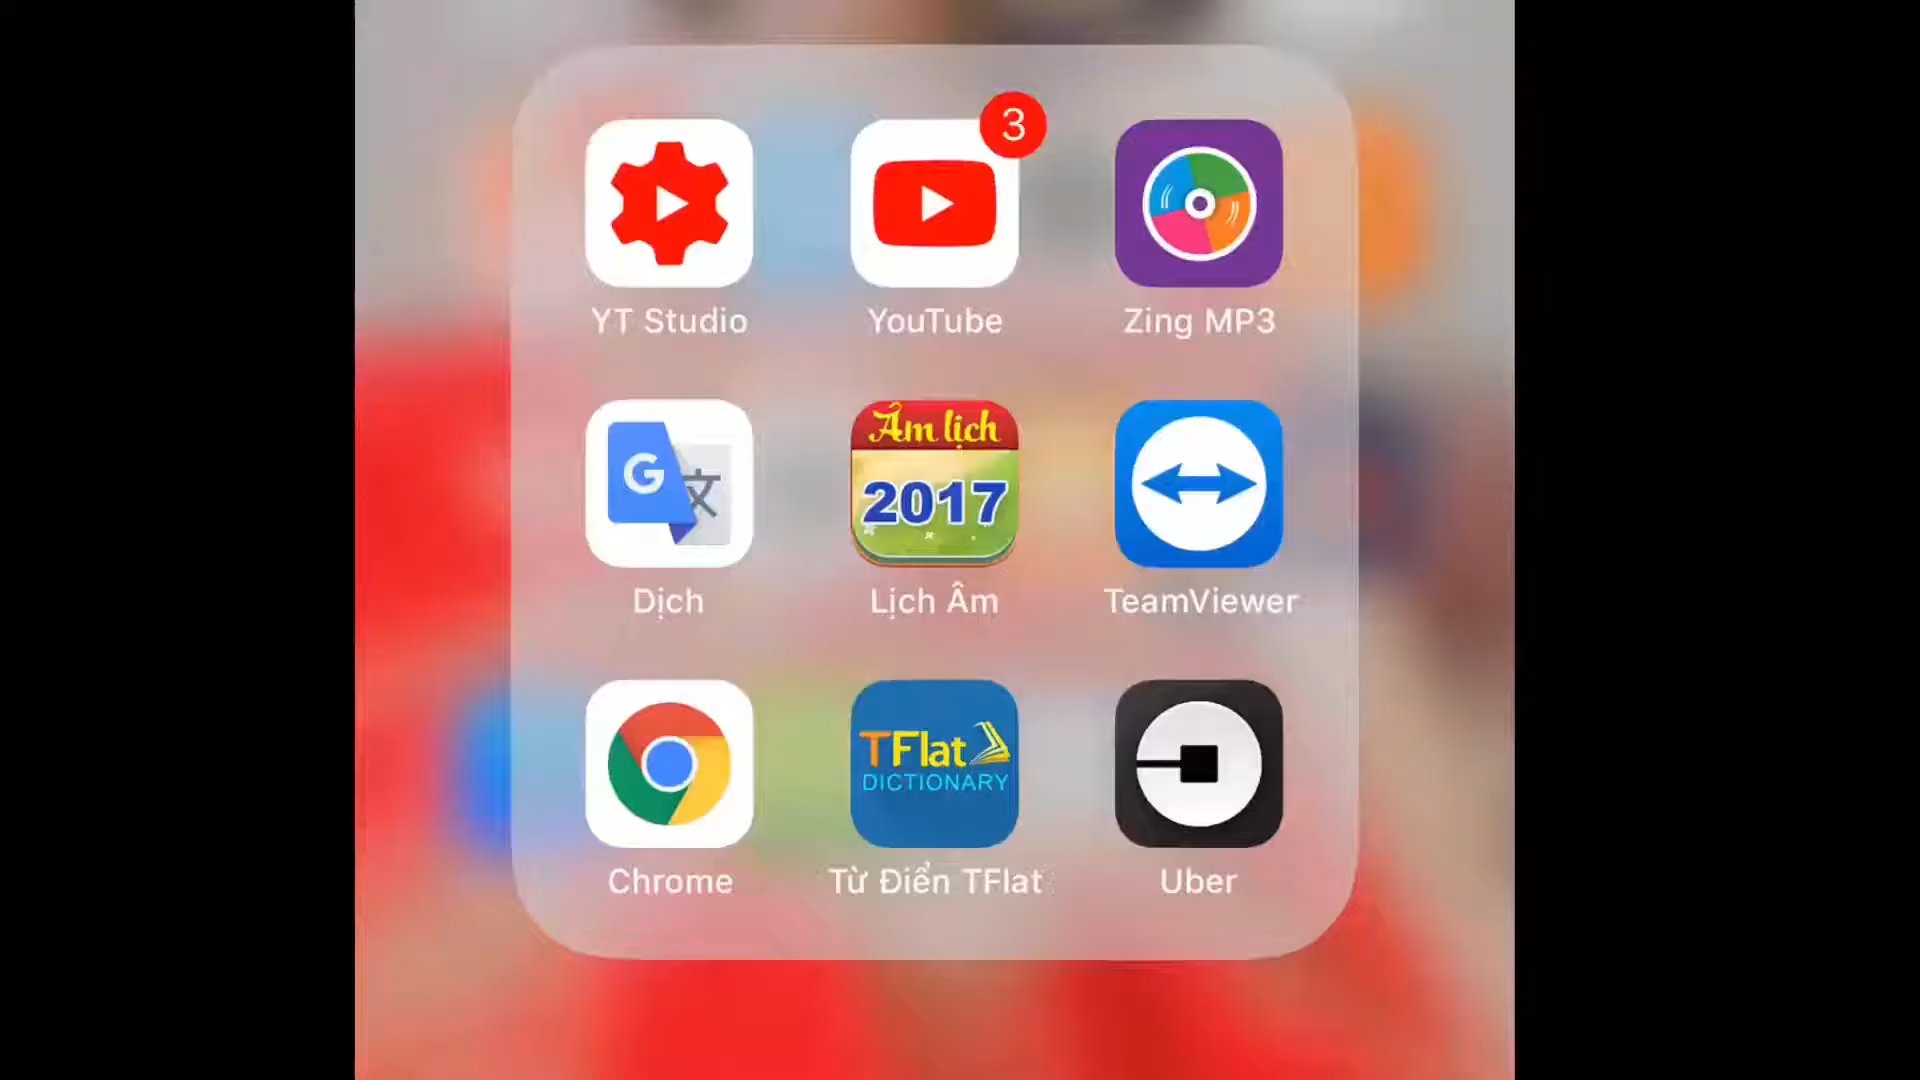 3
YT Studio
YouTube
Zing MP3
G 文
Âm lịch
2017
Dịch
Lịch Âm
TeamViewer
TFlat
DICTIONARY
Chrome
Từ Điển TFlat
Uber